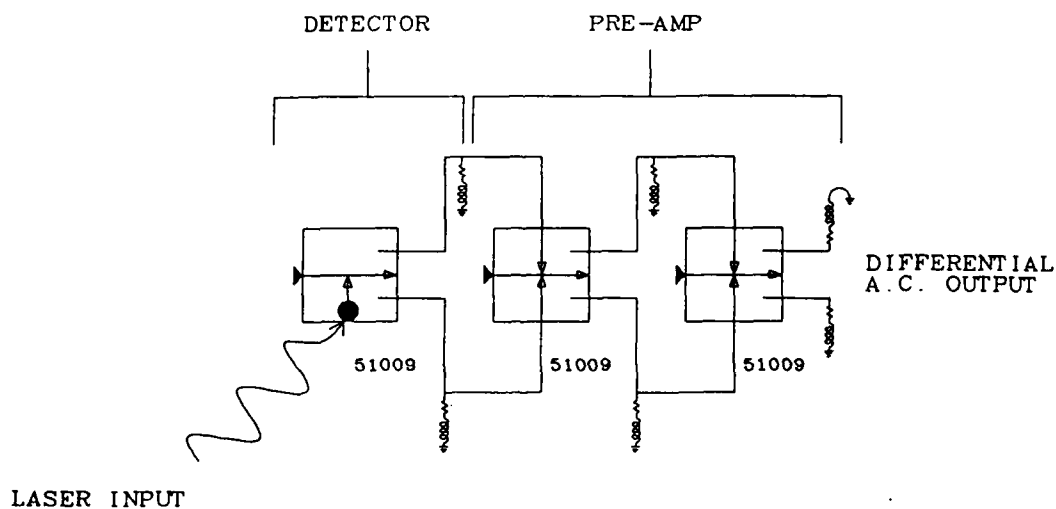 DETECTOR
PRE-AMP
DIFFERENTIAL
A.C. OUTPUT
51009
51009
51009
LASER INPUT